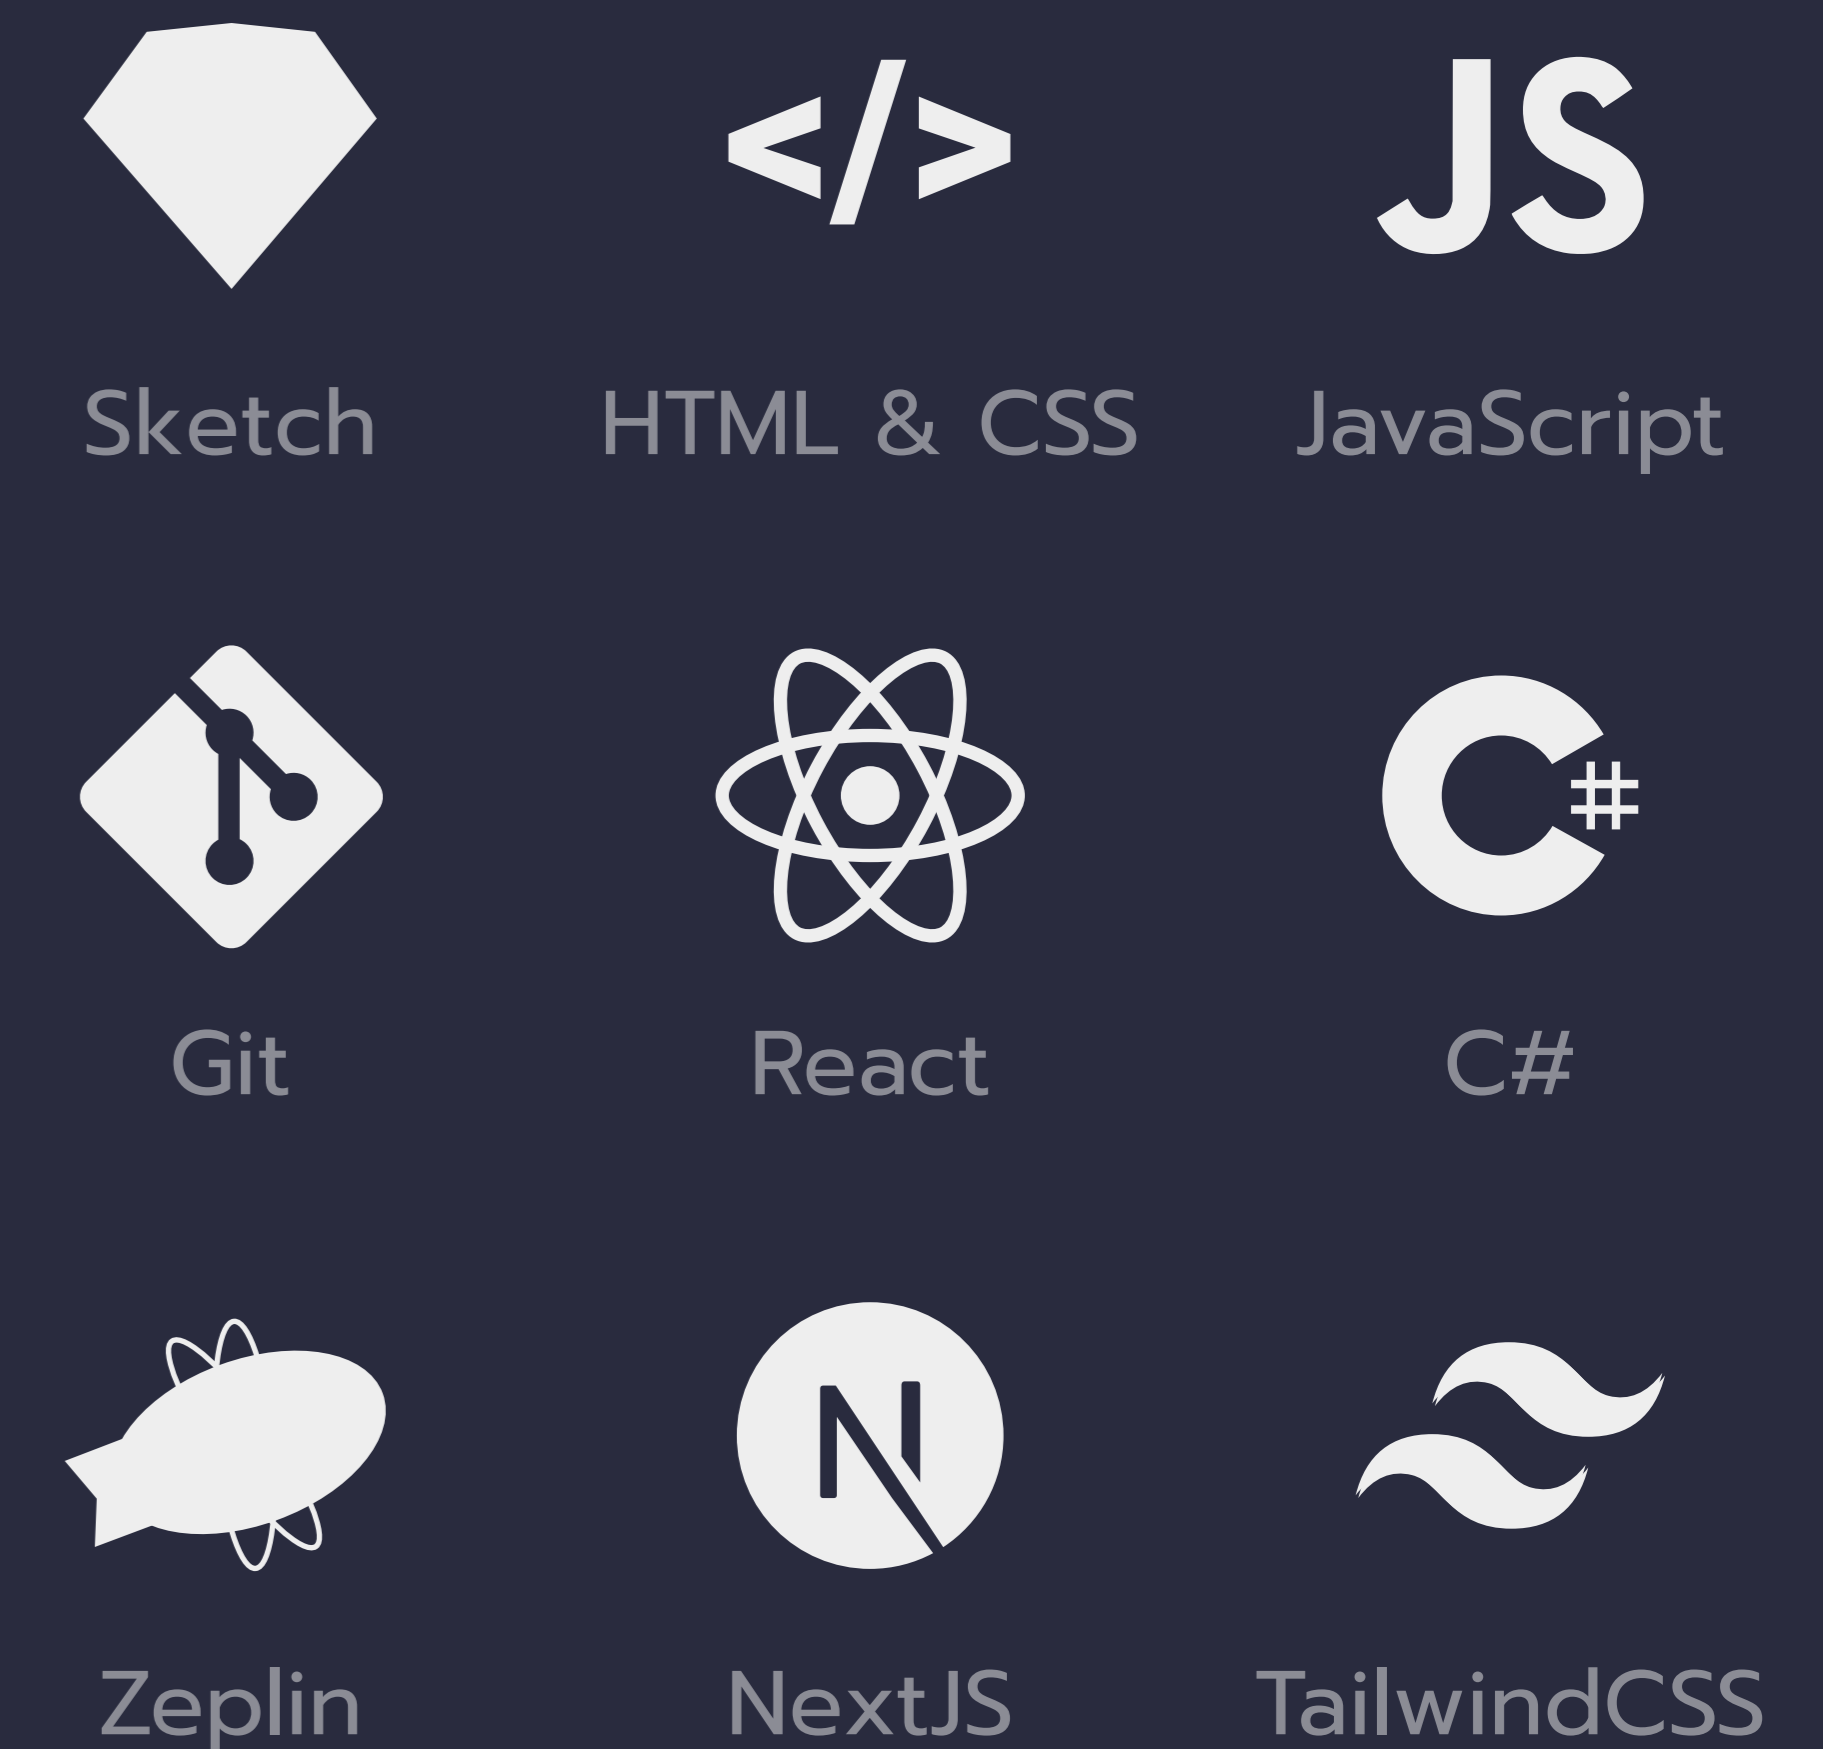 </>
JS
Sketch
HTML & CSS
JavaScript
C#
Git
React
C#
N
Zeplin
NextJS
TailwindCSS